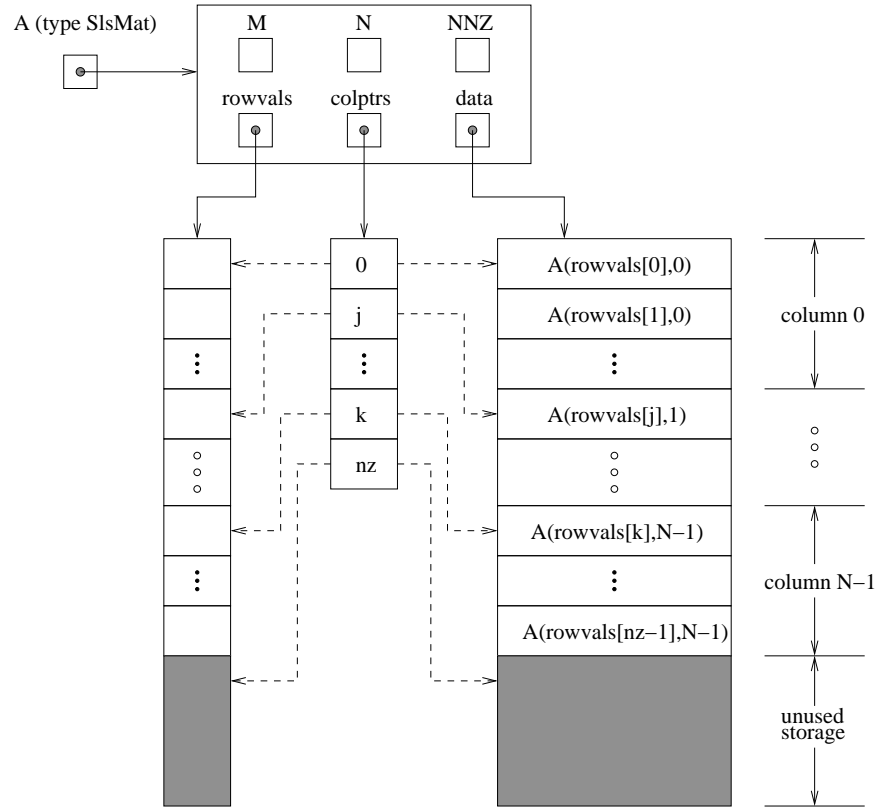 A (type SlsMat)
M N NNZ
rowvals colptrs data
0 A(rowvals[0],0)
j A(rowvals[1],0) column 0
k A(rowvals[j],1)
nz
A(rowvals[k],N−1)
column N−1
A(rowvals[nz−1],N−1)
unused
storage